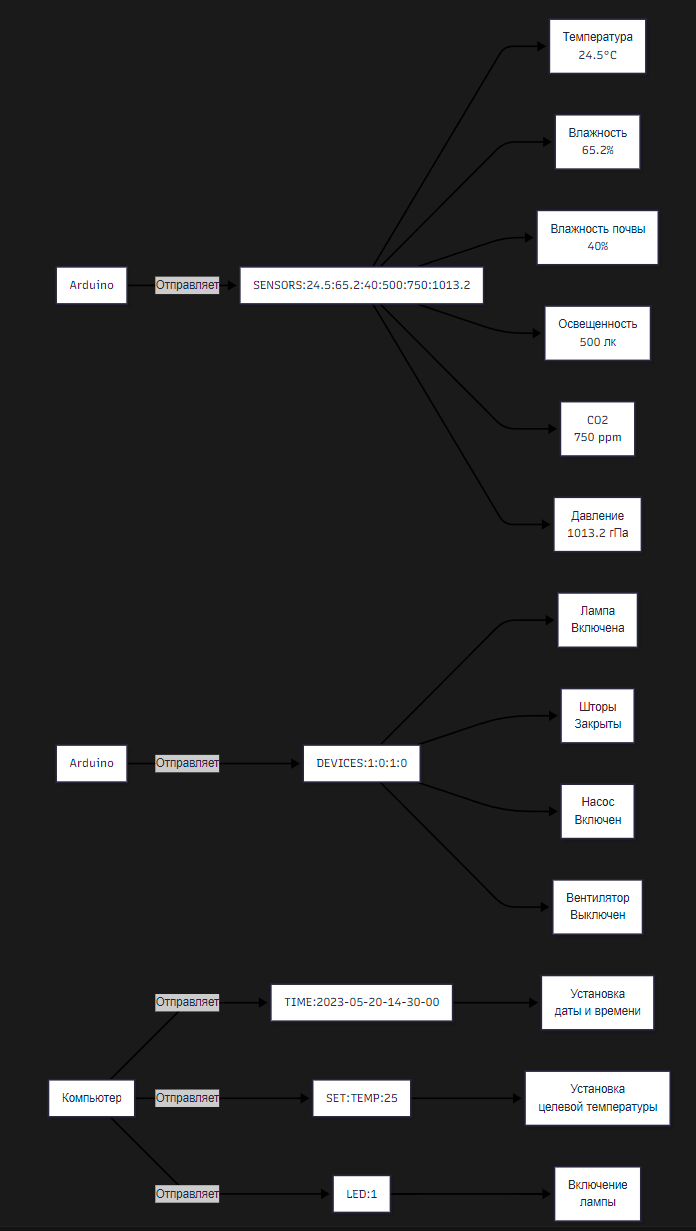 Температура
24.5°C
Влажность
65.2%
Влажность почвы
40%
Arduino
Отправляет
SENSORS:24.5:65.2:40:500:750:1013.2
Освещенность
500 лк
CO2
750 ppm
Давление
1013.2 гПа
Лампа
Включена
Шторы
Закрыты
Arduino
Отправляет
DEVICES:1:0:1:0
Насос
Включен
Вентилятор
Выключен
Отправляет
TIME:2023-05-20-14-30-00
Установка
даты и времени
Компьютер
Отправляет
SET:TEMP:25
Установка
целевой температуры
Отправляет
LED:1
Включение
лампы